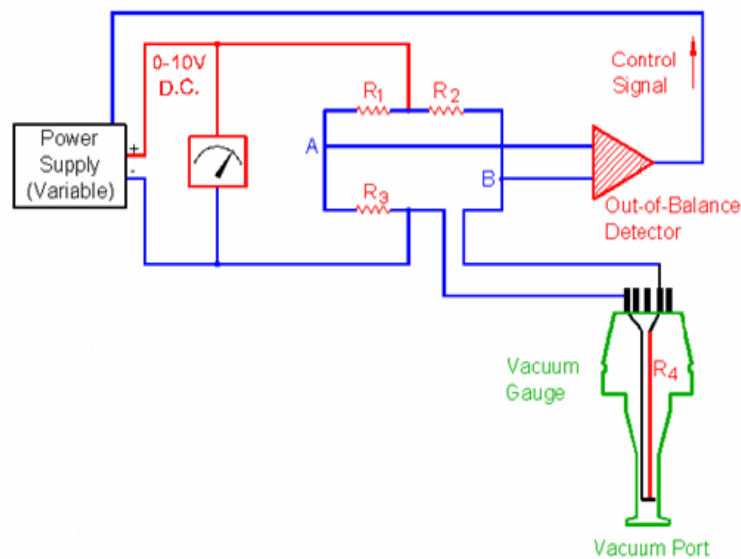 0-10V
D.C.
Control
Signal
R1
R2
Power
Supply
(Variable)
+
-
A
B
R3
Out-of-Balance
Detector
Vacuum
Gauge
R4
Vacuum Port